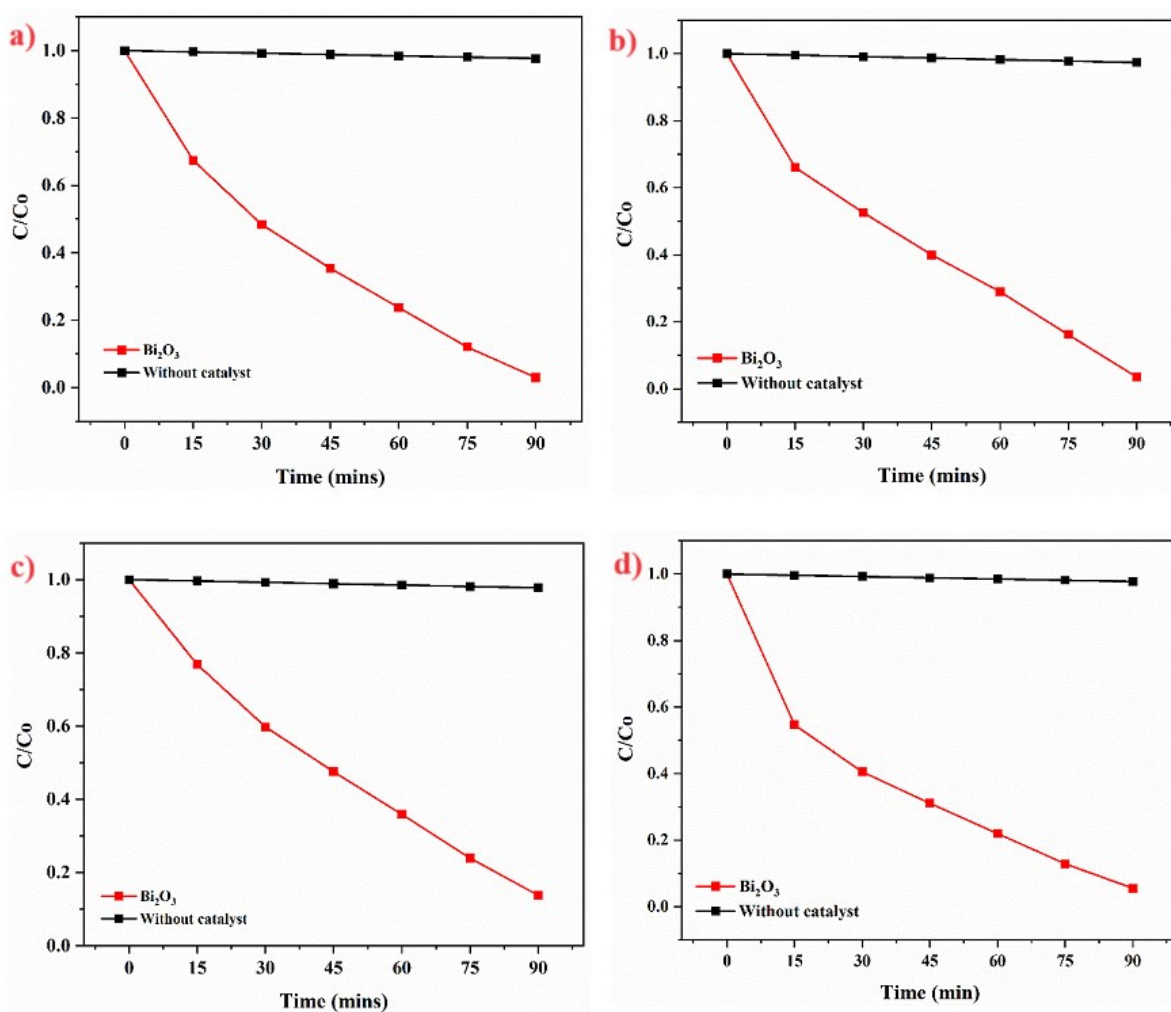 a)
1.0
0.8
0.6
0.4
0.2
0.0
C/Co
Bi₂O₃
Without catalyst
0 15 30 45 60 75 90
Time (mins)
b)
1.0
0.8
0.6
0.4
0.2
0.0
C/Co
Bi₂O₃
Without catalyst
0 15 30 45 60 75 90
Time (mins)
c)
1.0
0.8
0.6
0.4
0.2
0.0
C/Co
Bi₂O₃
Without catalyst
0 15 30 45 60 75 90
Time (mins)
d)
1.0
0.8
0.6
0.4
0.2
0.0
C/Co
Bi₂O₃
Without catalyst
0 15 30 45 60 75 90
Time (min)